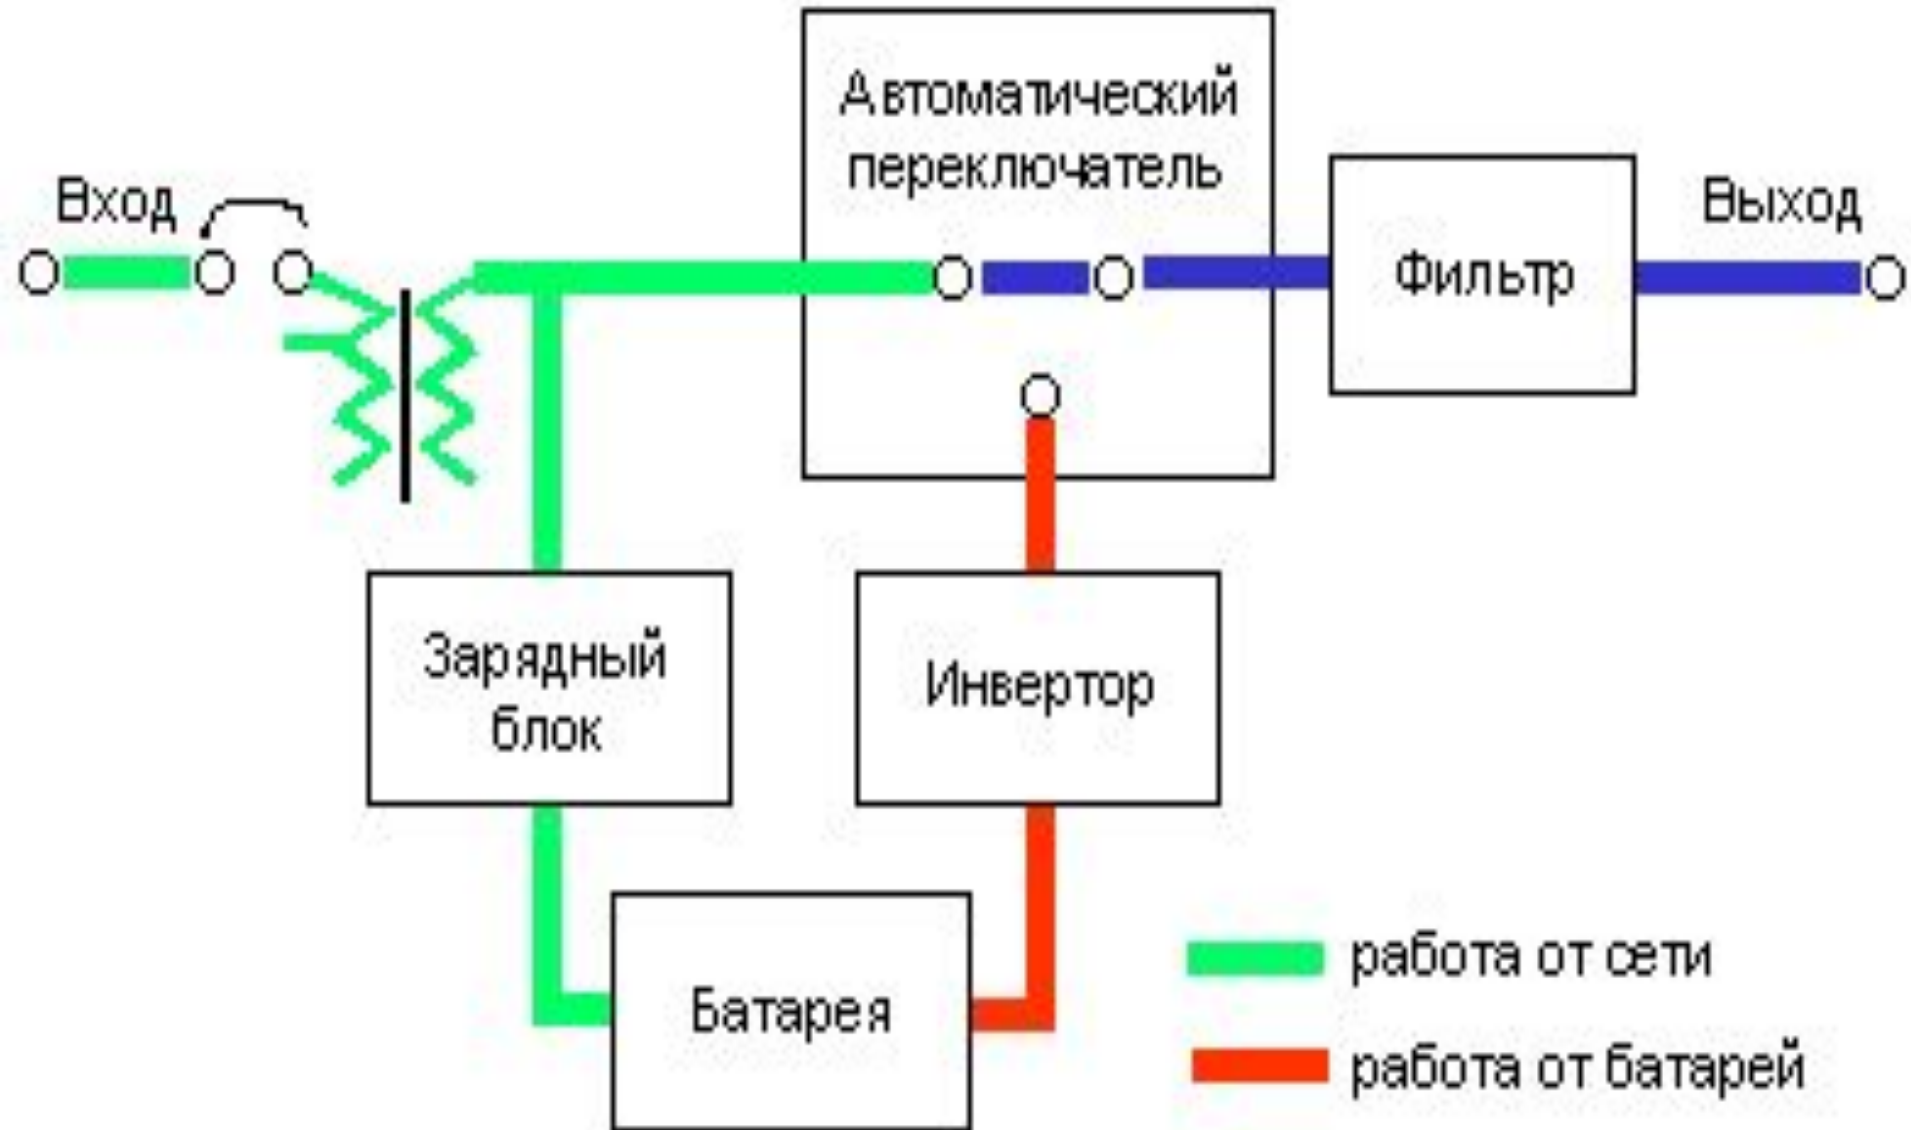 Автоматический
переключатель
Вход
Фильтр
Выход
Зарядный
блок
Инвертор
Батарея
работа от сети
работа от батарей